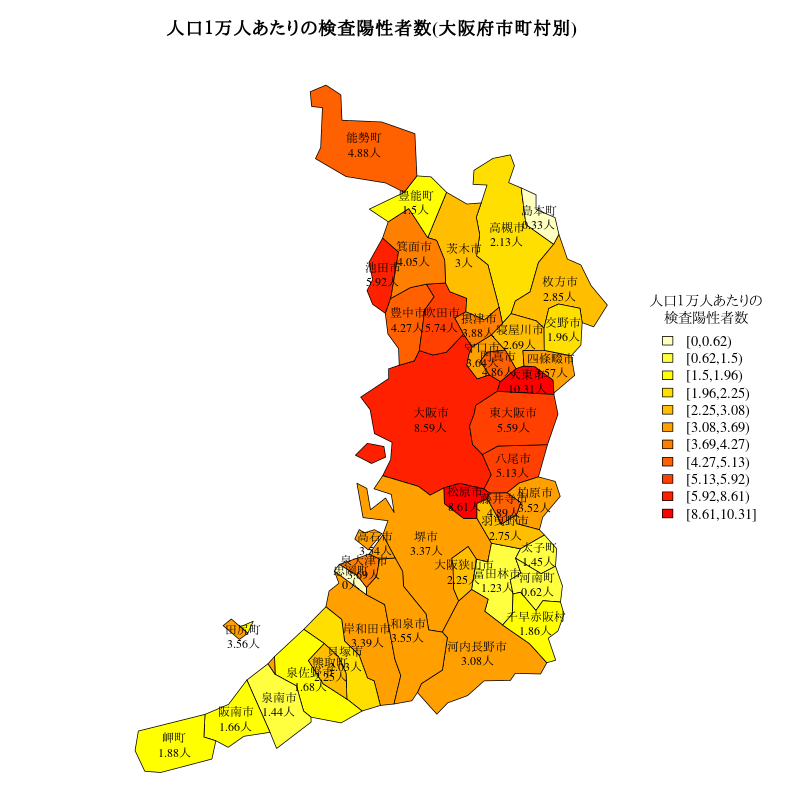 人口1万人あたりの検査陽性者数(大阪府市町村別)
能勢町
4.88人
豊能町
1.5人
島本町
0.33人
高槻市
2.13人
箕面市
4.05人
茨木市
3人
池田市
5.92人
枚方市
2.85人
豊中市
4.27人
吹田市
5.74人
摂津市
3.88人
寝屋川市
2.69人
交野市
1.96人
守口市
3.64人
門真市
4.86人
四條畷市
3.57人
大東市
10.31人
大阪市
8.59人
東大阪市
5.59人
八尾市
5.13人
松原市
8.61人
藤井寺市
4.89人
柏原市
3.52人
羽曳野市
2.75人
高石市
3.54人
堺市
3.37人
太子町
1.45人
泉大津市
3.69人
忠岡町
0人
大阪狭山市
2.25人
富田林市
1.23人
河南町
0.62人
千早赤阪村
1.86人
田尻町
3.56人
岸和田市
3.39人
和泉市
3.55人
河内長野市
3.08人
貝塚市
2.03人
熊取町
2.25人
泉佐野市
1.68人
泉南市
1.44人
阪南市
1.66人
岬町
1.88人
人口1万人あたりの
検査陽性者数
[0,0.62)
[0.62,1.5)
[1.5,1.96)
[1.96,2.25)
[2.25,3.08)
[3.08,3.69)
[3.69,4.27)
[4.27,5.13)
[5.13,5.92)
[5.92,8.61)
[8.61,10.31]